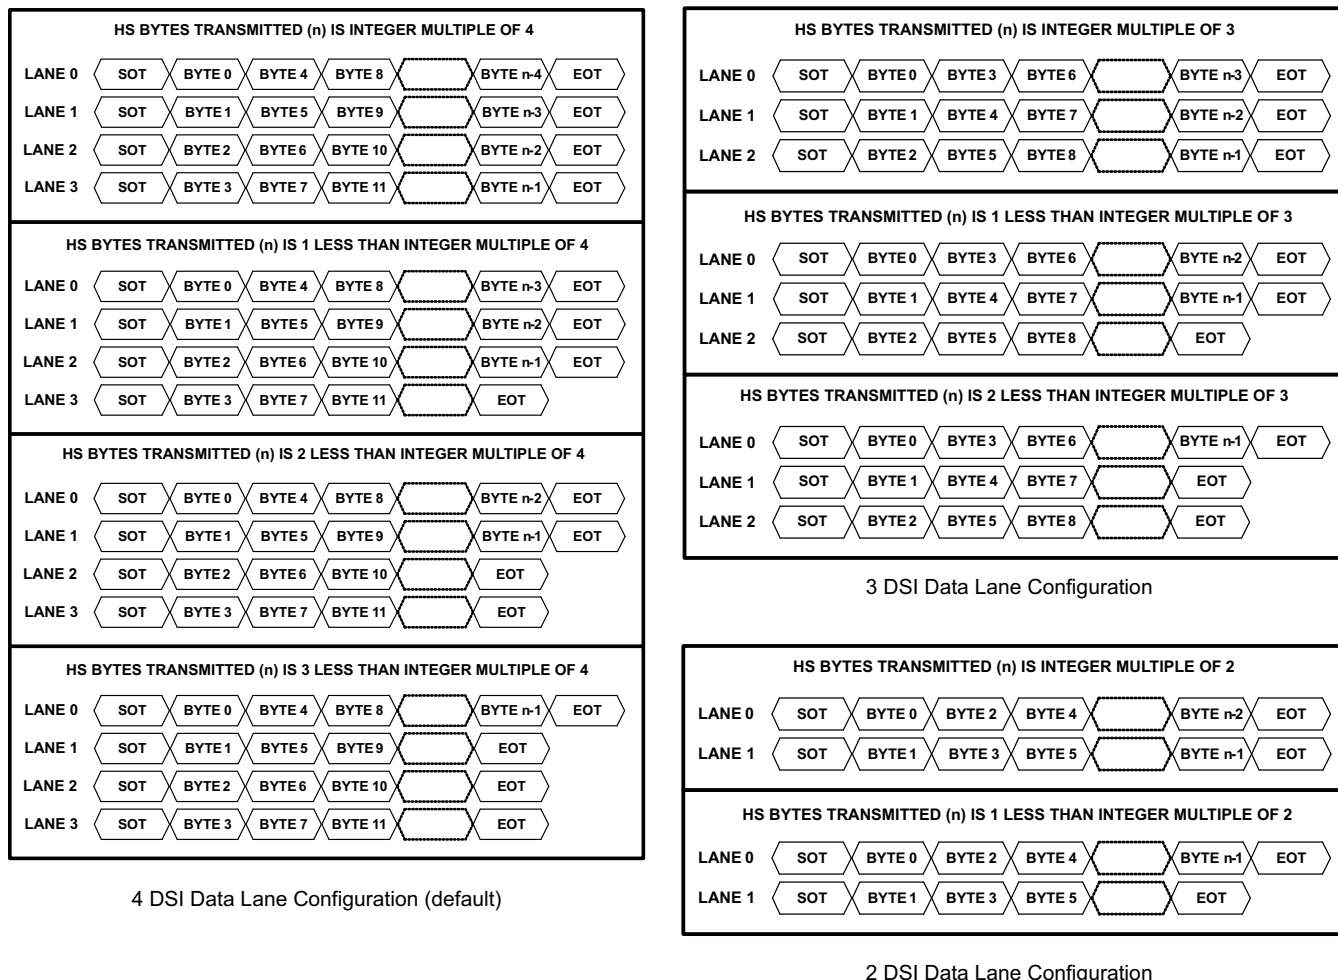 HS BYTES TRANSMITTED (n) IS INTEGER MULTIPLE OF 4
LANE 0 SOT BYTE 0 BYTE 4 BYTE 8 BYTE n-4 EOT
LANE 1 SOT BYTE 1 BYTE 5 BYTE 9 BYTE n-3 EOT
LANE 2 SOT BYTE 2 BYTE 6 BYTE 10 BYTE n-2 EOT
LANE 3 SOT BYTE 3 BYTE 7 BYTE 11 BYTE n-1 EOT
HS BYTES TRANSMITTED (n) IS 1 LESS THAN INTEGER MULTIPLE OF 4
LANE 0 SOT BYTE 0 BYTE 4 BYTE 8 BYTE n-3 EOT
LANE 1 SOT BYTE 1 BYTE 5 BYTE 9 BYTE n-2 EOT
LANE 2 SOT BYTE 2 BYTE 6 BYTE 10 BYTE n-1 EOT
LANE 3 SOT BYTE 3 BYTE 7 BYTE 11 EOT
HS BYTES TRANSMITTED (n) IS 2 LESS THAN INTEGER MULTIPLE OF 4
LANE 0 SOT BYTE 0 BYTE 4 BYTE 8 BYTE n-2 EOT
LANE 1 SOT BYTE 1 BYTE 5 BYTE 9 BYTE n-1 EOT
LANE 2 SOT BYTE 2 BYTE 6 BYTE 10 EOT
LANE 3 SOT BYTE 3 BYTE 7 BYTE 11 EOT
HS BYTES TRANSMITTED (n) IS 3 LESS THAN INTEGER MULTIPLE OF 4
LANE 0 SOT BYTE 0 BYTE 4 BYTE 8 BYTE n-1 EOT
LANE 1 SOT BYTE 1 BYTE 5 BYTE 9 EOT
LANE 2 SOT BYTE 2 BYTE 6 BYTE 10 EOT
LANE 3 SOT BYTE 3 BYTE 7 BYTE 11 EOT
4 DSI Data Lane Configuration (default)
HS BYTES TRANSMITTED (n) IS INTEGER MULTIPLE OF 3
LANE 0 SOT BYTE 0 BYTE 3 BYTE 6 BYTE n-3 EOT
LANE 1 SOT BYTE 1 BYTE 4 BYTE 7 BYTE n-2 EOT
LANE 2 SOT BYTE 2 BYTE 5 BYTE 8 BYTE n-1 EOT
HS BYTES TRANSMITTED (n) IS 1 LESS THAN INTEGER MULTIPLE OF 3
LANE 0 SOT BYTE 0 BYTE 3 BYTE 6 BYTE n-2 EOT
LANE 1 SOT BYTE 1 BYTE 4 BYTE 7 BYTE n-1 EOT
LANE 2 SOT BYTE 2 BYTE 5 BYTE 8 EOT
HS BYTES TRANSMITTED (n) IS 2 LESS THAN INTEGER MULTIPLE OF 3
LANE 0 SOT BYTE 0 BYTE 3 BYTE 6 BYTE n-1 EOT
LANE 1 SOT BYTE 1 BYTE 4 BYTE 7 EOT
LANE 2 SOT BYTE 2 BYTE 5 BYTE 8 EOT
3 DSI Data Lane Configuration
HS BYTES TRANSMITTED (n) IS INTEGER MULTIPLE OF 2
LANE 0 SOT BYTE 0 BYTE 2 BYTE 4 BYTE n-2 EOT
LANE 1 SOT BYTE 1 BYTE 3 BYTE 5 BYTE n-1 EOT
HS BYTES TRANSMITTED (n) IS 1 LESS THAN INTEGER MULTIPLE OF 2
LANE 0 SOT BYTE 0 BYTE 2 BYTE 4 BYTE n-1 EOT
LANE 1 SOT BYTE 1 BYTE 3 BYTE 5 EOT
2 DSI Data Lane Configuration